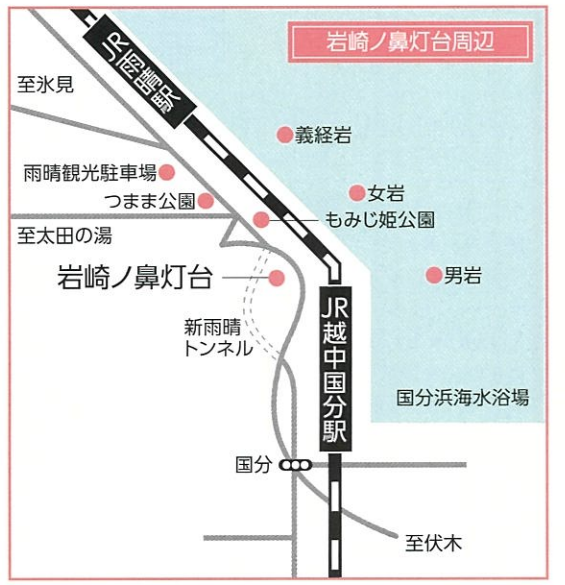 岩崎ノ鼻灯台周辺
JR雨晴駅
至氷見
義経岩
雨晴観光駐車場
女岩
つまま公園
もみじ姫公園
至太田の湯
岩崎ノ鼻灯台
男岩
新雨晴
トンネル
JR越中国分駅
国分浜海水浴場
国分
至伏木